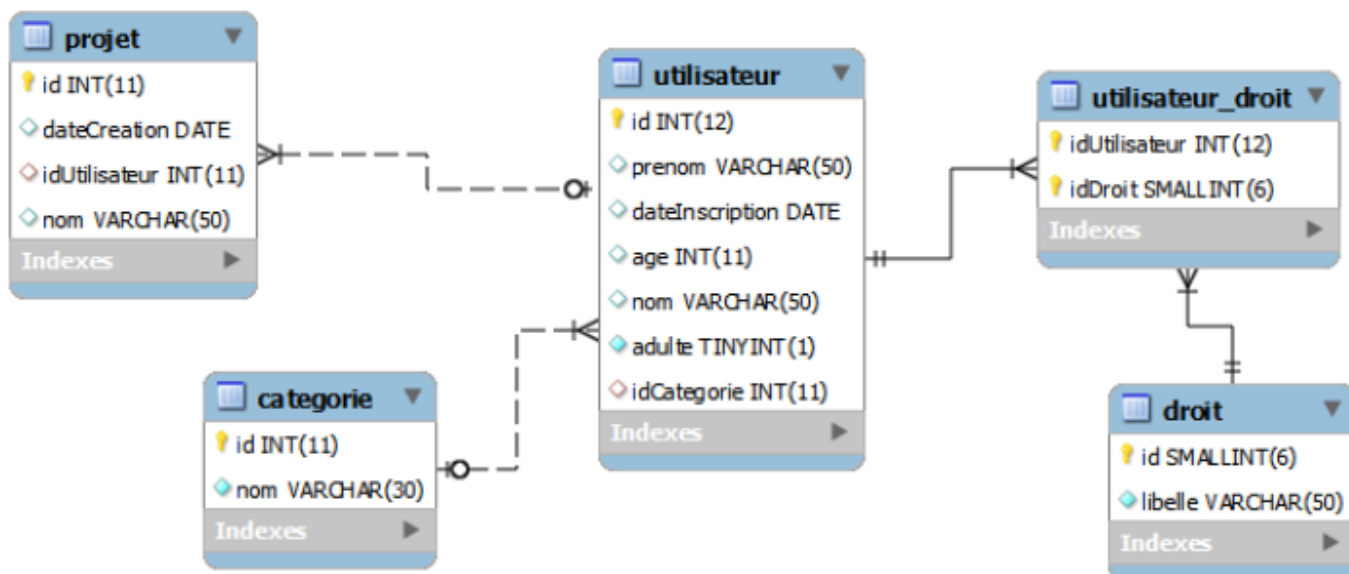 projet
id INT(11)
dateCreation DATE
idUtilisateur INT(11)
nom VARCHAR(50)
Indexes
utilisateur
id INT(12)
prenom VARCHAR(50)
dateInscription DATE
age INT(11)
nom VARCHAR(50)
adulte TINYINT(1)
idCategorie INT(11)
Indexes
utilisateur_droit
idUtilisateur INT(12)
idDroit SMALLINT(6)
Indexes
categorie
id INT(11)
nom VARCHAR(30)
Indexes
droit
id SMALLINT(6)
libelle VARCHAR(50)
Indexes